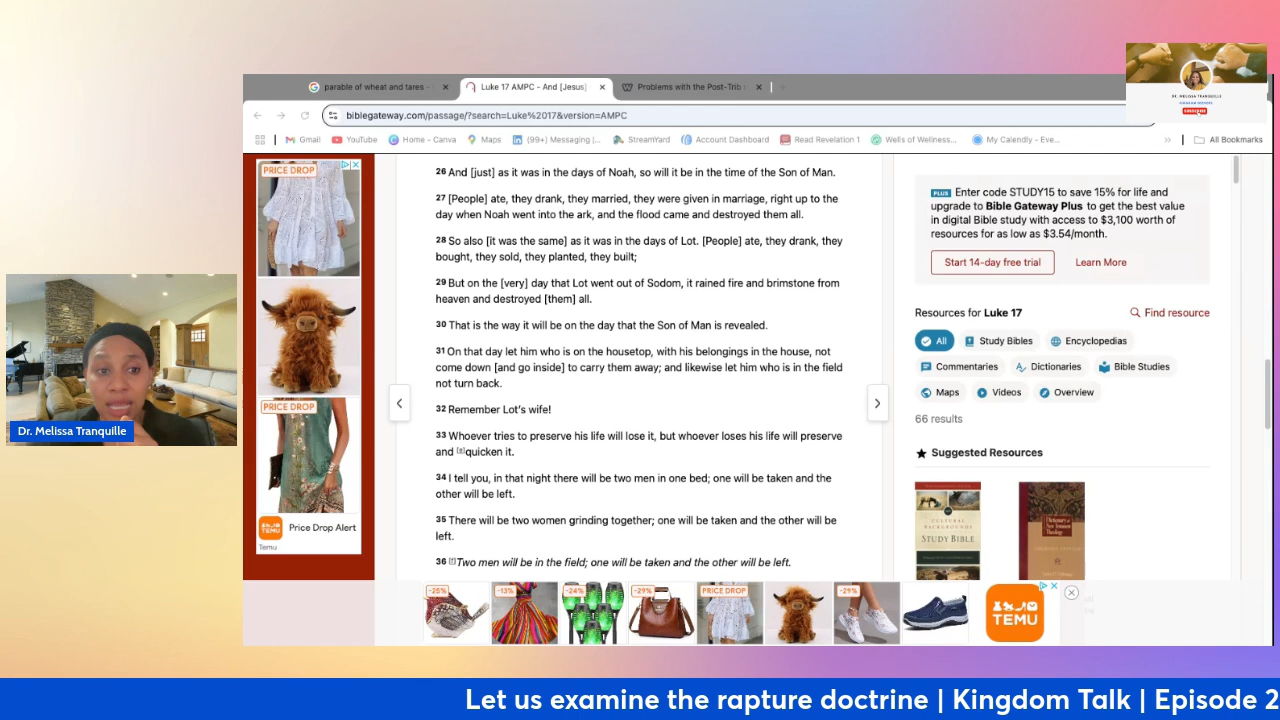 parable of wheat and tares -
Luke 17 AMPC - And [Jesus]
Problems with the Post-Trib
biblegateway.com/passage/?search=Luke%2017&version=AMPC
Gmail
YouTube
Home - Canva
Maps
(99+) Messaging |...
StreamYard
Account Dashboard
Read Revelation 1
Wells of Wellness...
My Calendly - Eve...
All Bookmarks
DR. MELISSA TRANQUILLE
SUBSCRIBE
PRICE DROP
PRICE DROP
Price Drop Alert
Temu
26 And [just] as it was in the days of Noah, so will it be in the time of the Son of Man.
27 [People] ate, they drank, they married, they were given in marriage, right up to the
day when Noah went into the ark, and the flood came and destroyed them all.
28 So also [it was the same] as it was in the days of Lot. [People] ate, they drank, they
bought, they sold, they planted, they built;
29 But on the [very] day that Lot went out of Sodom, it rained fire and brimstone from
heaven and destroyed [them] all.
30 That is the way it will be on the day that the Son of Man is revealed.
31 On that day let him who is on the housetop, with his belongings in the house, not
come down [and go inside] to carry them away; and likewise let him who is in the field
not turn back.
32 Remember Lot's wife!
33 Whoever tries to preserve his life will lose it, but whoever loses his life will preserve
and quicken it.
34 I tell you, in that night there will be two men in one bed; one will be taken and the
other will be left.
35 There will be two women grinding together; one will be taken and the other will be
left.
36 Two men will be in the field; one will be taken and the other will be left.
PLUS Enter code STUDY15 to save 15% for life and
upgrade to Bible Gateway Plus to get the best value
in digital Bible study with access to $3,100 worth of
resources for as low as $3.54/month.
Start 14-day free trial
Learn More
Resources for Luke 17
Find resource
All
Study Bibles
Encyclopedias
Commentaries
Dictionaries
Bible Studies
Maps
Videos
Overview
66 results
Suggested Resources
CULTURAL
BACKGROUNDS
STUDY BIBLE
Dictionary of
New Testament
Theology
-25%
-13%
-24%
-29%
PRICE DROP
-29%
TEMU
Dr. Melissa Tranquille
Let us examine the rapture doctrine | Kingdom Talk | Episode 2